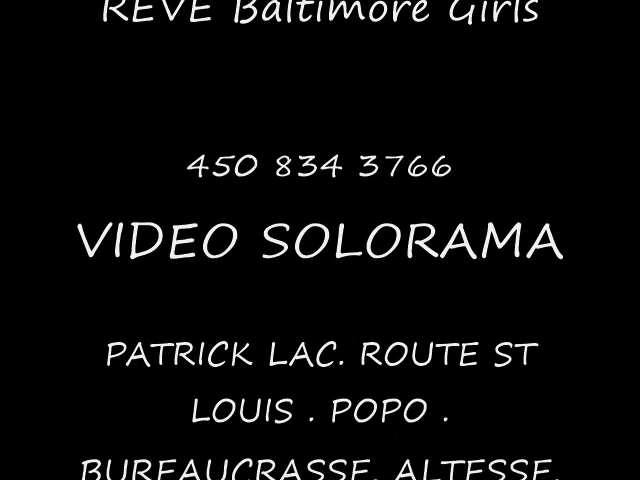 REVE Baltimore Girls
450 834 3766
VIDEO SOLORAMA
PATRICK LAC. ROUTE ST
LOUIS . POPO .
BUREAUCRASSE. ALTESSE.